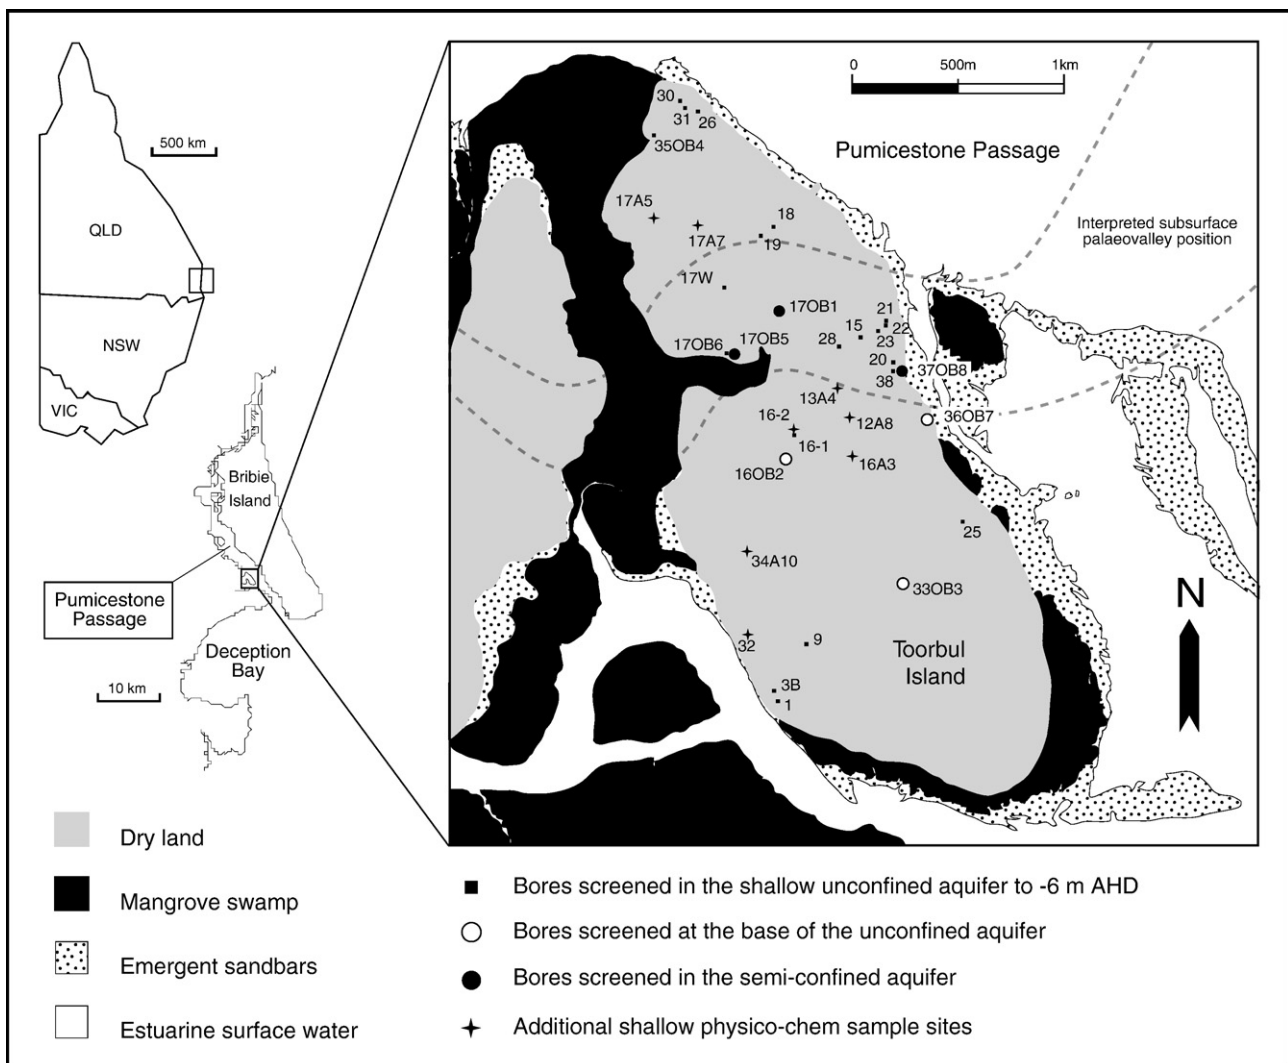 500 km
QLD
NSW
VIC
Bribie
Island
Pumicestone
Passage
Deception
Bay
10 km
0
500m
1km
Pumicestone Passage
Interpreted subsurface
palaeovalley position
30
31
26
35OB4
17A5
17A7
18
19
17W
17OB1
21
22
15
23
28
17OB6
17OB5
20
38
37OB8
13A4
36OB7
12A8
16-2
16-1
16OB2
16A3
25
34A10
33OB3
32
9
Toorbul
Island
3B
1
N
Dry land
Mangrove swamp
Emergent sandbars
Estuarine surface water
Bores screened in the shallow unconfined aquifer to -6 m AHD
Bores screened at the base of the unconfined aquifer
Bores screened in the semi-confined aquifer
Additional shallow physico-chem sample sites